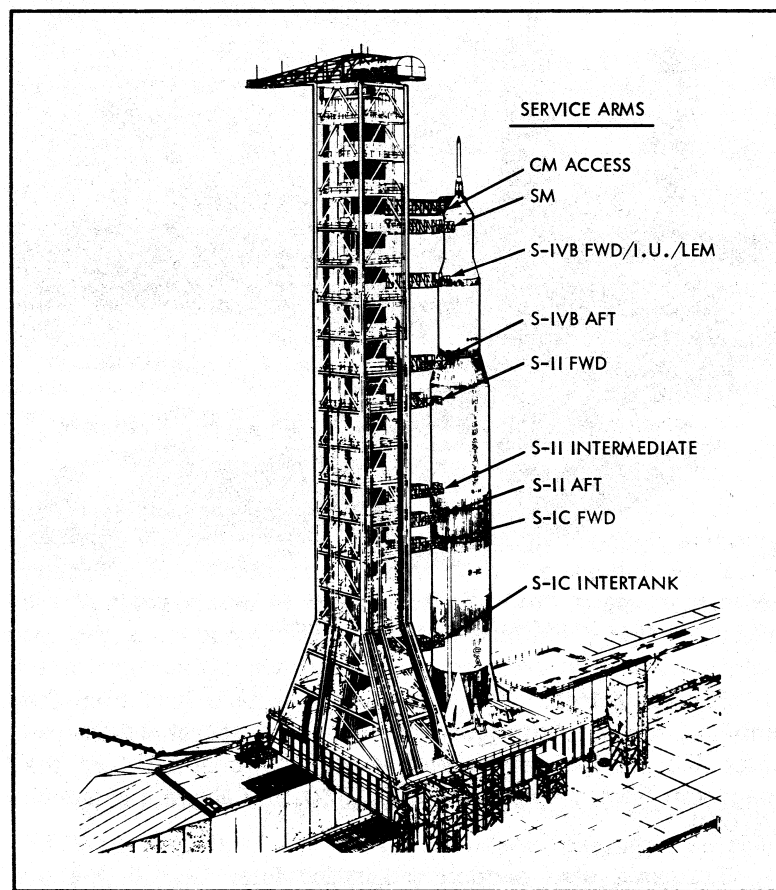 SERVICE ARMS
CM ACCESS
SM
S-IVB FWD/I.U./LEM
S-IVB AFT
S-II FWD
S-II INTERMEDIATE
S-II AFT
S-IC FWD
S-IC INTERTANK